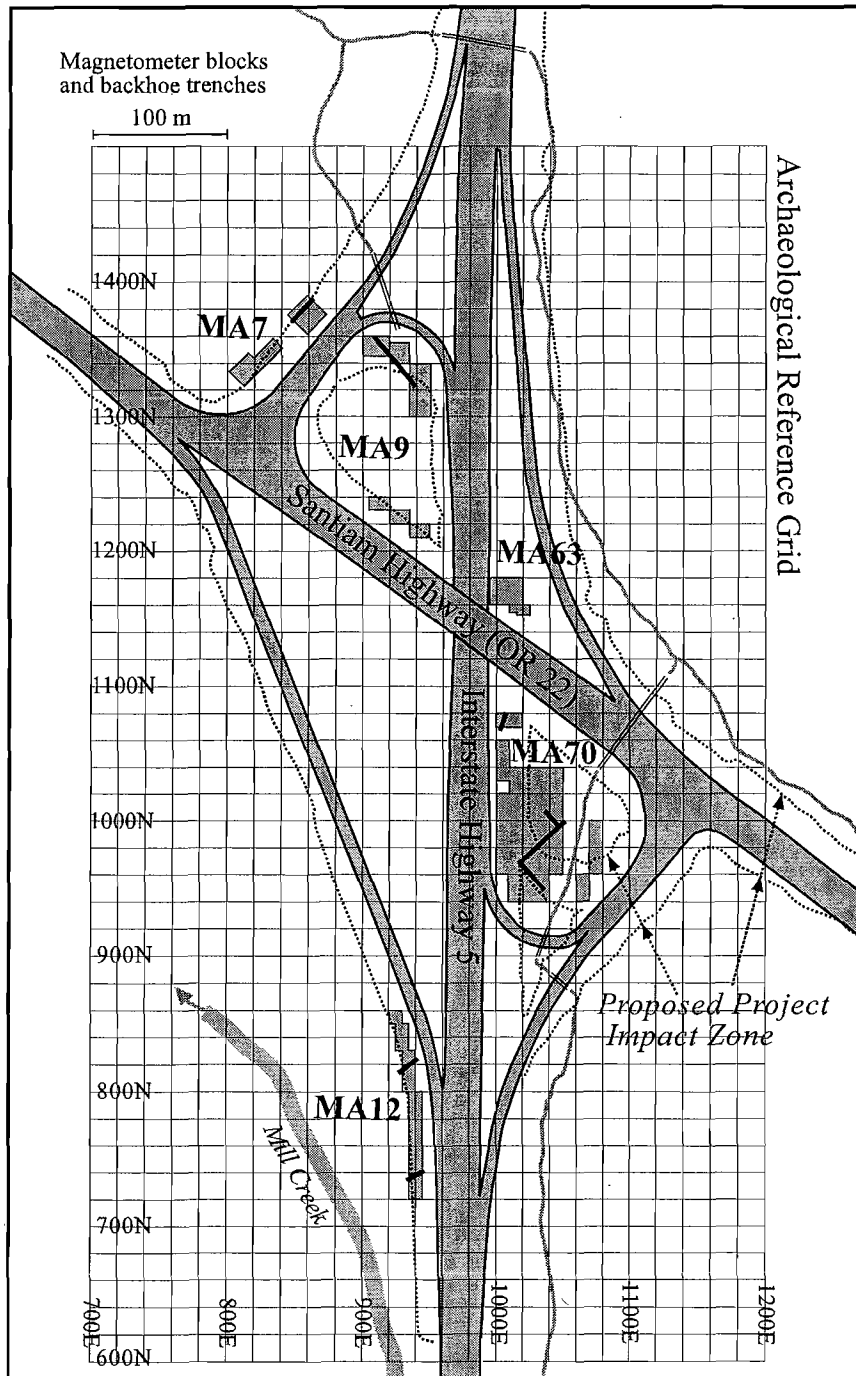 Magnetometer blocks
and backhoe trenches
100 m
Archaeological Reference Grid
1400N
MA7
1300N
MA9
Santiam Highway (OR 22)
1200N
MA63
1100N
Interstate Highway 5
MA70
1000N
900N
Proposed Project
Impact Zone
800N
MA12
Mill Creek
700N
700E
800E
900E
1000E
1100E
1200E
600N